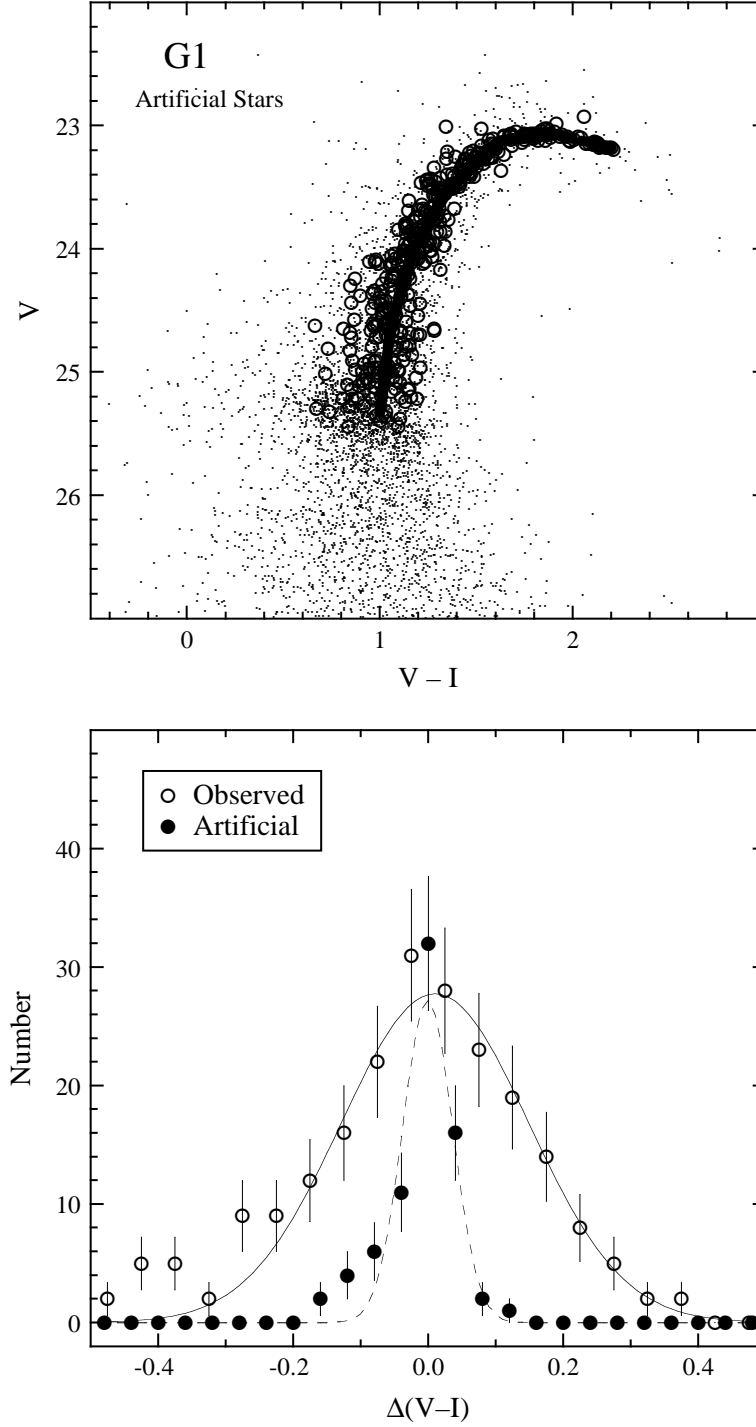 G1
Artificial Stars
23
24
25
26
V
0
1
2
V – I
Observed
Artificial
40
30
20
10
0
Number
-0.4
-0.2
0.0
0.2
0.4
Δ(V–I)